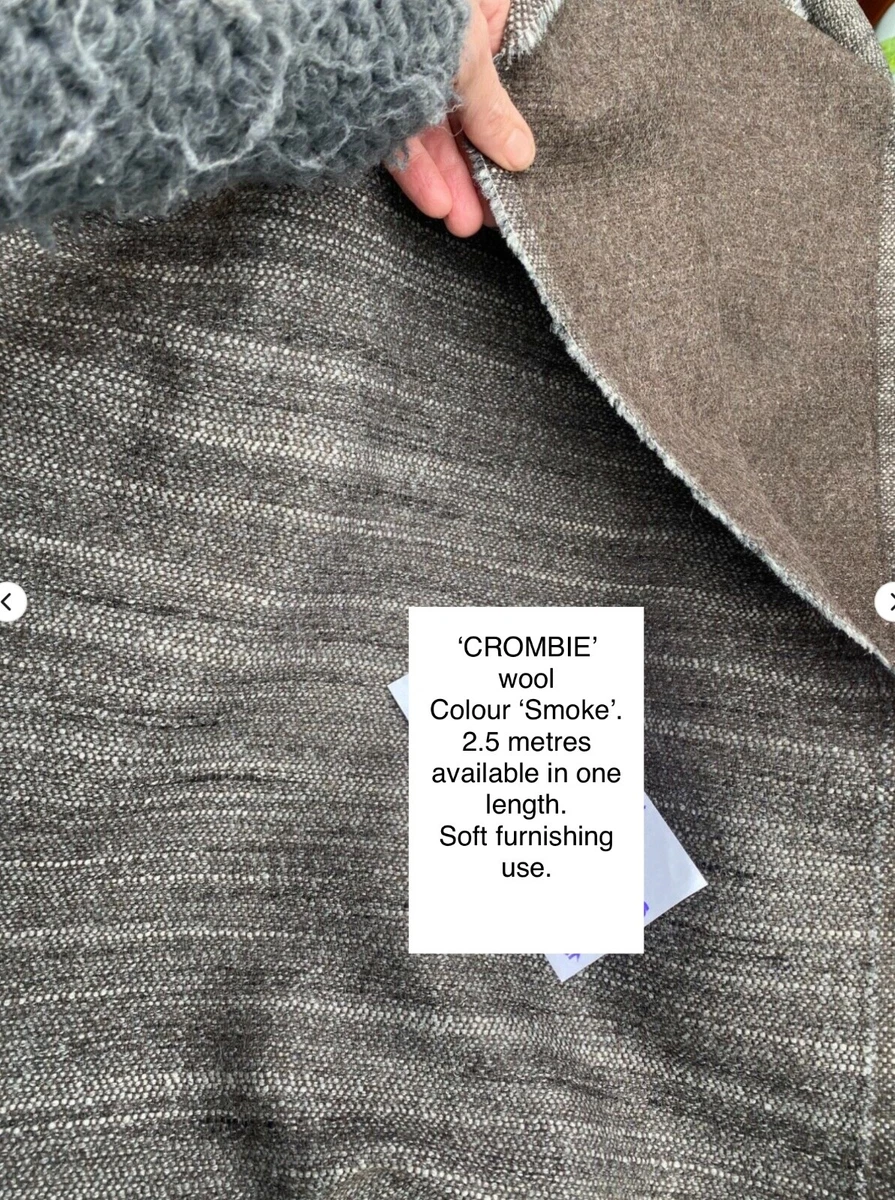 ‘CROMBIE’
wool
Colour ‘Smoke’.
2.5 metres
available in one
length.
Soft furnishing
use.